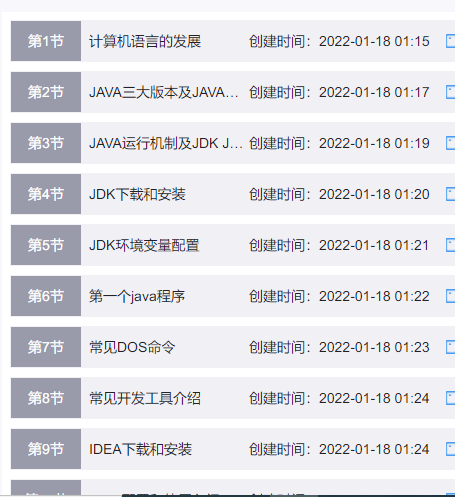 第1节 计算机语言的发展 创建时间：2022-01-18 01:15
第2节 JAVA三大版本及JAVA... 创建时间：2022-01-18 01:17
第3节 JAVA运行机制及JDK J... 创建时间：2022-01-18 01:19
第4节 JDK下载和安装 创建时间：2022-01-18 01:20
第5节 JDK环境变量配置 创建时间：2022-01-18 01:21
第6节 第一个java程序 创建时间：2022-01-18 01:22
第7节 常见DOS命令 创建时间：2022-01-18 01:23
第8节 常见开发工具介绍 创建时间：2022-01-18 01:24
第9节 IDEA下载和安装 创建时间：2022-01-18 01:24